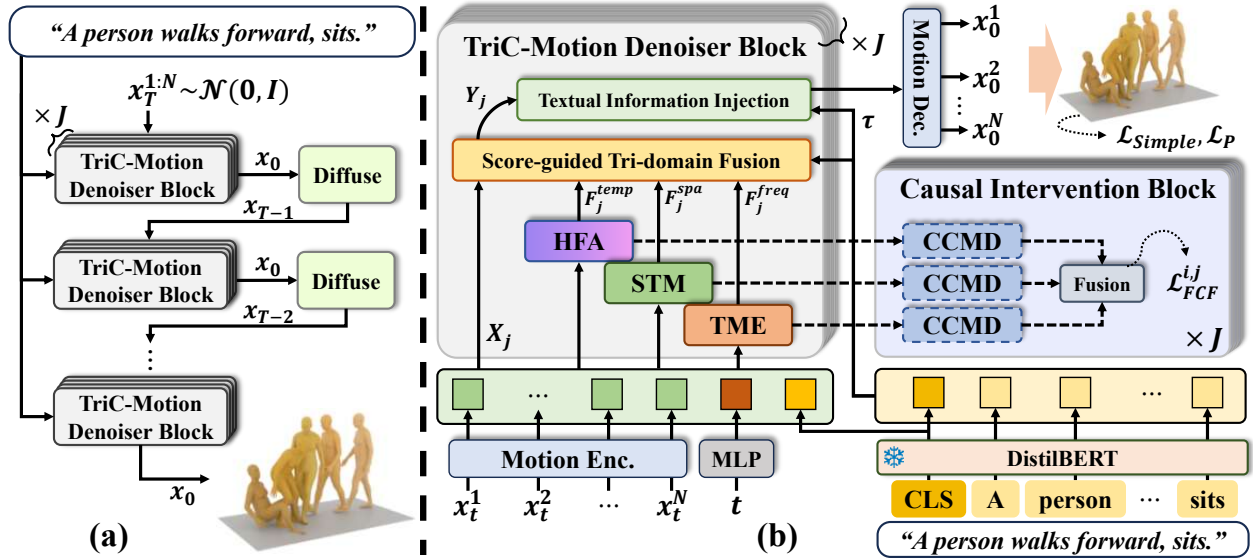 “A person walks forward, sits.”
x_T^{1:N}~𝒩(0, I)
× J
TriC-Motion
Denoiser Block
x_0
Diffuse
x_{T−1}
TriC-Motion
Denoiser Block
x_0
Diffuse
x_{T−2}
⋮
TriC-Motion
Denoiser Block
x_0
(a)
TriC-Motion Denoiser Block
× J
Y_j
Textual Information Injection
τ
Score-guided Tri-domain Fusion
F_j^{temp}
F_j^{spa}
F_j^{freq}
HFA
STM
TME
X_j
...
Motion Enc.
MLP
x_t^1
x_t^2
...
x_t^N
t
Motion Dec.
x_0^1
x_0^2
⋮
x_0^N
ℒ_{Simple}, ℒ_P
Causal Intervention Block
CCMD
CCMD
CCMD
Fusion
ℒ_{FCF}^{i,j}
× J
...
DistilBERT
CLS
A
person
...
sits
“A person walks forward, sits.”
(b)